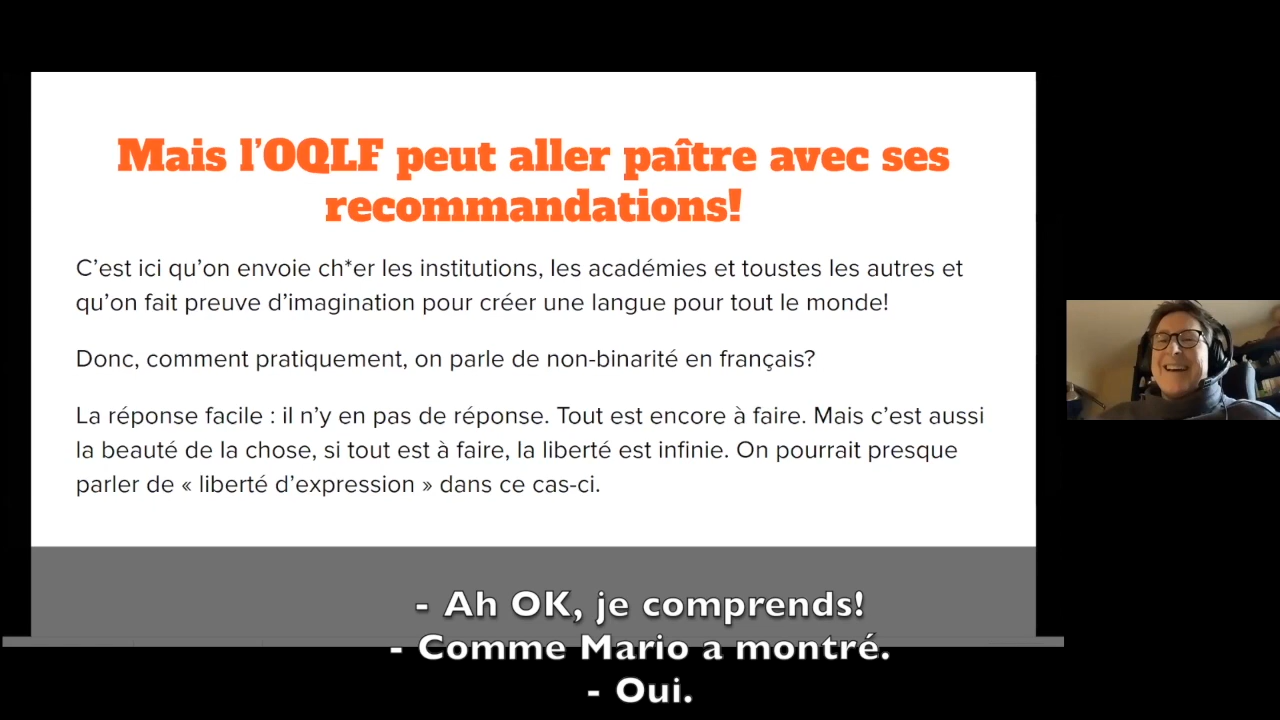 Mais l'OQLF peut aller paître avec ses
recommandations!
C'est ici qu'on envoie ch*er les institutions, les académies et toustes les autres et
qu'on fait preuve d'imagination pour créer une langue pour tout le monde!
Donc, comment pratiquement, on parle de non-binarité en français?
La réponse facile : il n'y en pas de réponse. Tout est encore à faire. Mais c'est aussi
la beauté de la chose, si tout est à faire, la liberté est infinie. On pourrait presque
parler de « liberté d'expression » dans ce cas-ci.
- Ah OK, je comprends!
- Comme Mario a montré.
- Oui.